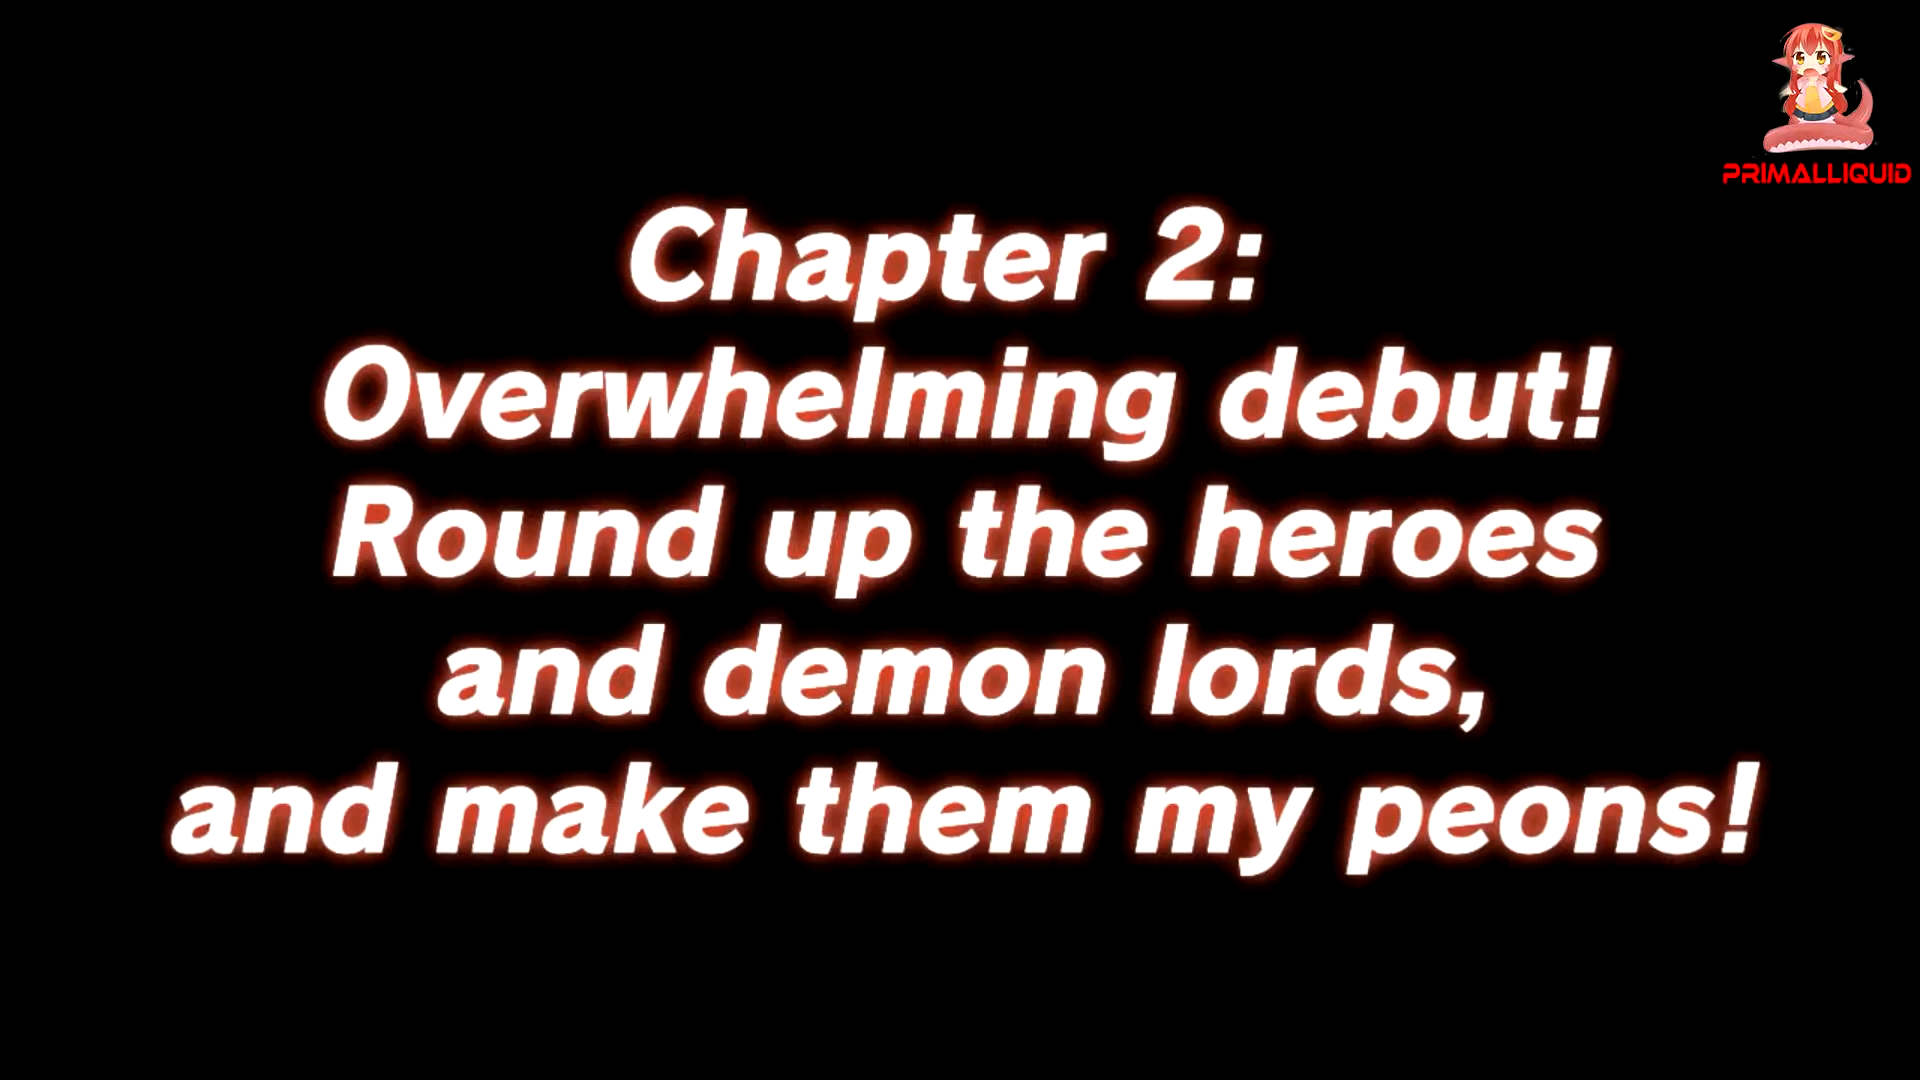 PRIMALLIQUID
Chapter 2:
Overwhelming debut!
Round up the heroes
and demon lords,
and make them my peons!